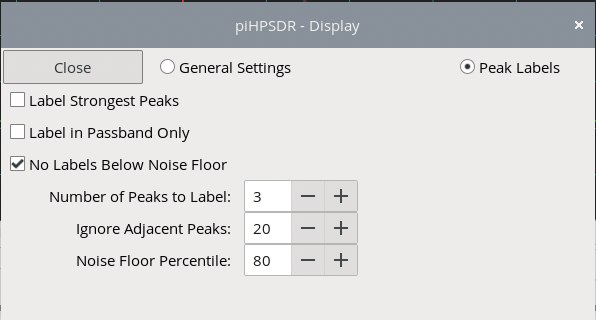 piHPSDR - Display ×
Close General Settings Peak Labels
Label Strongest Peaks
Label in Passband Only
No Labels Below Noise Floor
Number of Peaks to Label: 3 − +
Ignore Adjacent Peaks: 20 − +
Noise Floor Percentile: 80 − +